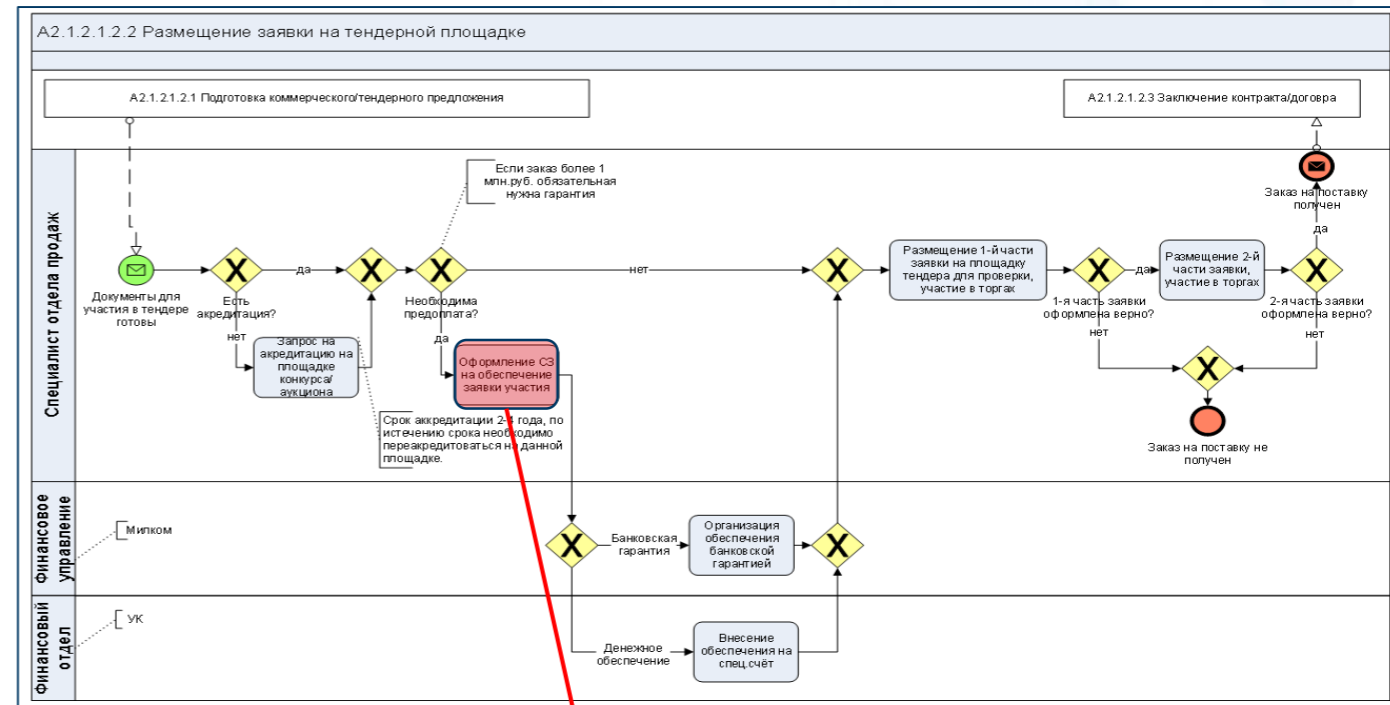 A2.1.2.1.2.2 Размещение заявки на тендерной площадке
A2.1.2.1.2.1 Подготовка коммерческого/тендерного предложения
A2.1.2.1.2.3 Заключение контракта/договра
Специалист отдела продаж
Если заказ более 1
млн.руб. обязательная
нужна гарантия
Документы для
участия в тендере
готовы
Есть
акредитация?
да
нет
Запрос на
акредитацию на
площадке
конкурса/
аукциона
Необходима
предоплата?
нет
да
Оформление СЗ
на обеспечение
заявки участия
Срок аккредитации 2-3 года, по
истечению срока необходимо
переакредитоваться на данной
площадке.
Размещение 1-й части
заявки на площадку
тендера для проверки,
участие в торгах
1-я часть заявки
оформлена верно?
да
нет
Размещение 2-й
части заявки,
участие в торгах
2-я часть заявки
оформлена верно?
да
нет
Заказ на поставку
получен
Заказ на поставку не
получен
Финансовое
управление
Милком
Банковская
гарантия
Организация
обеспечения
банковской
гарантией
Финансовый
отдел
УК
Денежное
обеспечение
Внесение
обеспечения на
спец.счёт